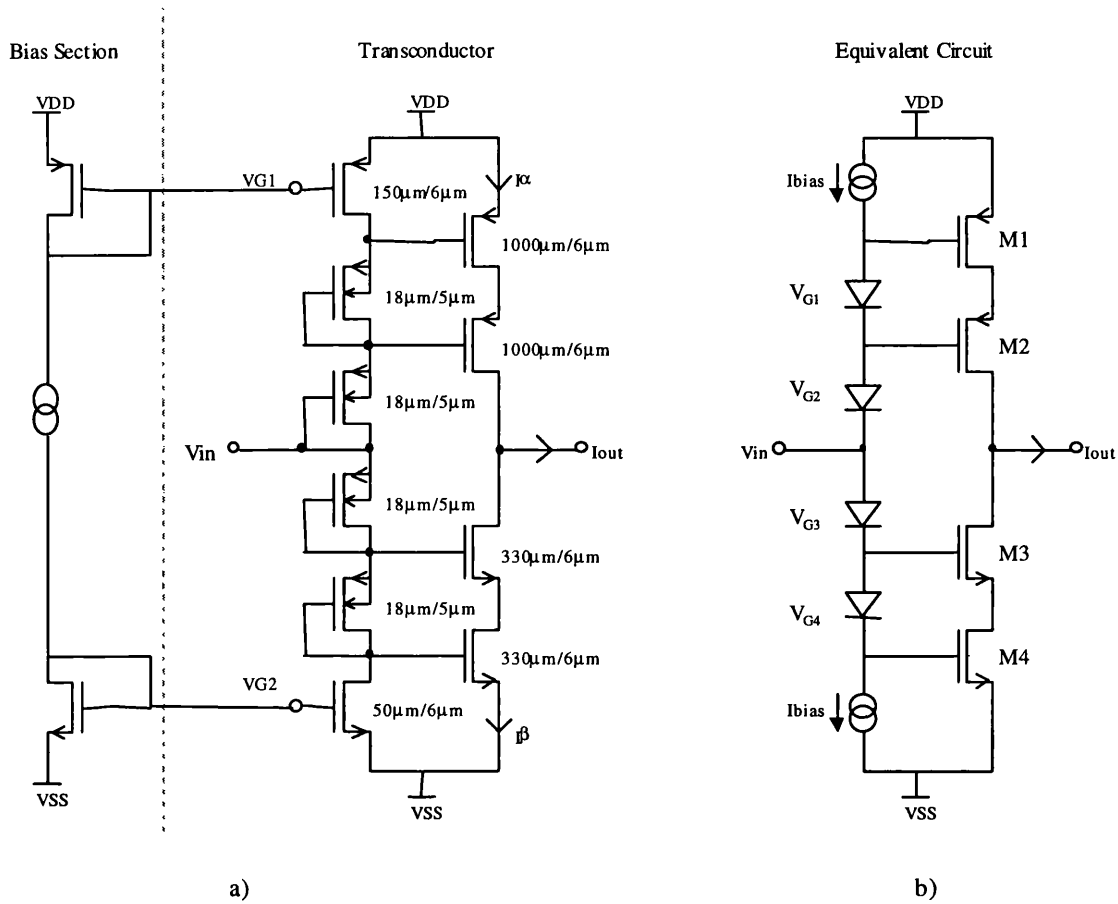 Bias Section
Transconductor
Equivalent Circuit
VDD
VDD
VDD
VG1
150μm/6μm
Iα
1000μm/6μm
18μm/5μm
1000μm/6μm
18μm/5μm
Vin
Iout
18μm/5μm
330μm/6μm
18μm/5μm
330μm/6μm
VG2
50μm/6μm
Iβ
VSS
VSS
Ibias
M1
VG1
M2
VG2
Vin
Iout
VG3
M3
VG4
M4
Ibias
VSS
a)
b)